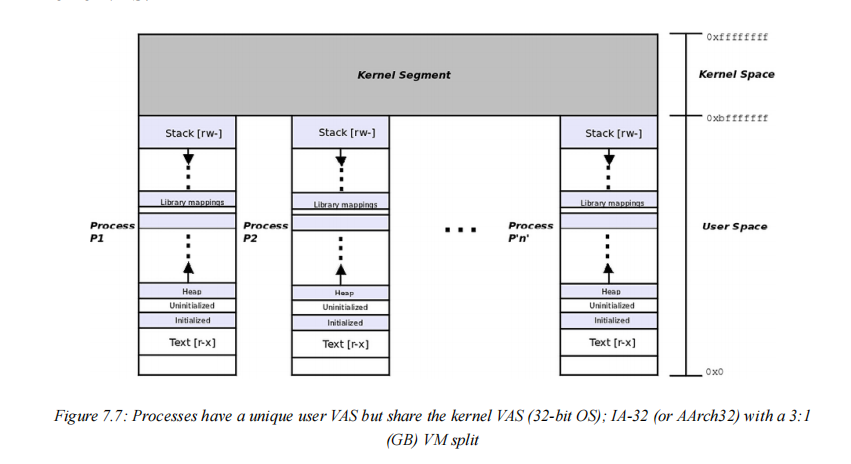 0xffffffff
Kernel Segment
Kernel Space
0xbfffffff
Stack [rw-]
Stack [rw-]
Stack [rw-]
Library mappings
Library mappings
Library mappings
Process
P1
Process
P2
...
Process
P'n'
User Space
Heap
Heap
Heap
Uninitialized
Uninitialized
Uninitialized
Initialized
Initialized
Initialized
Text [r-x]
Text [r-x]
Text [r-x]
0x0
Figure 7.7: Processes have a unique user VAS but share the kernel VAS (32-bit OS); IA-32 (or AArch32) with a 3:1
(GB) VM split